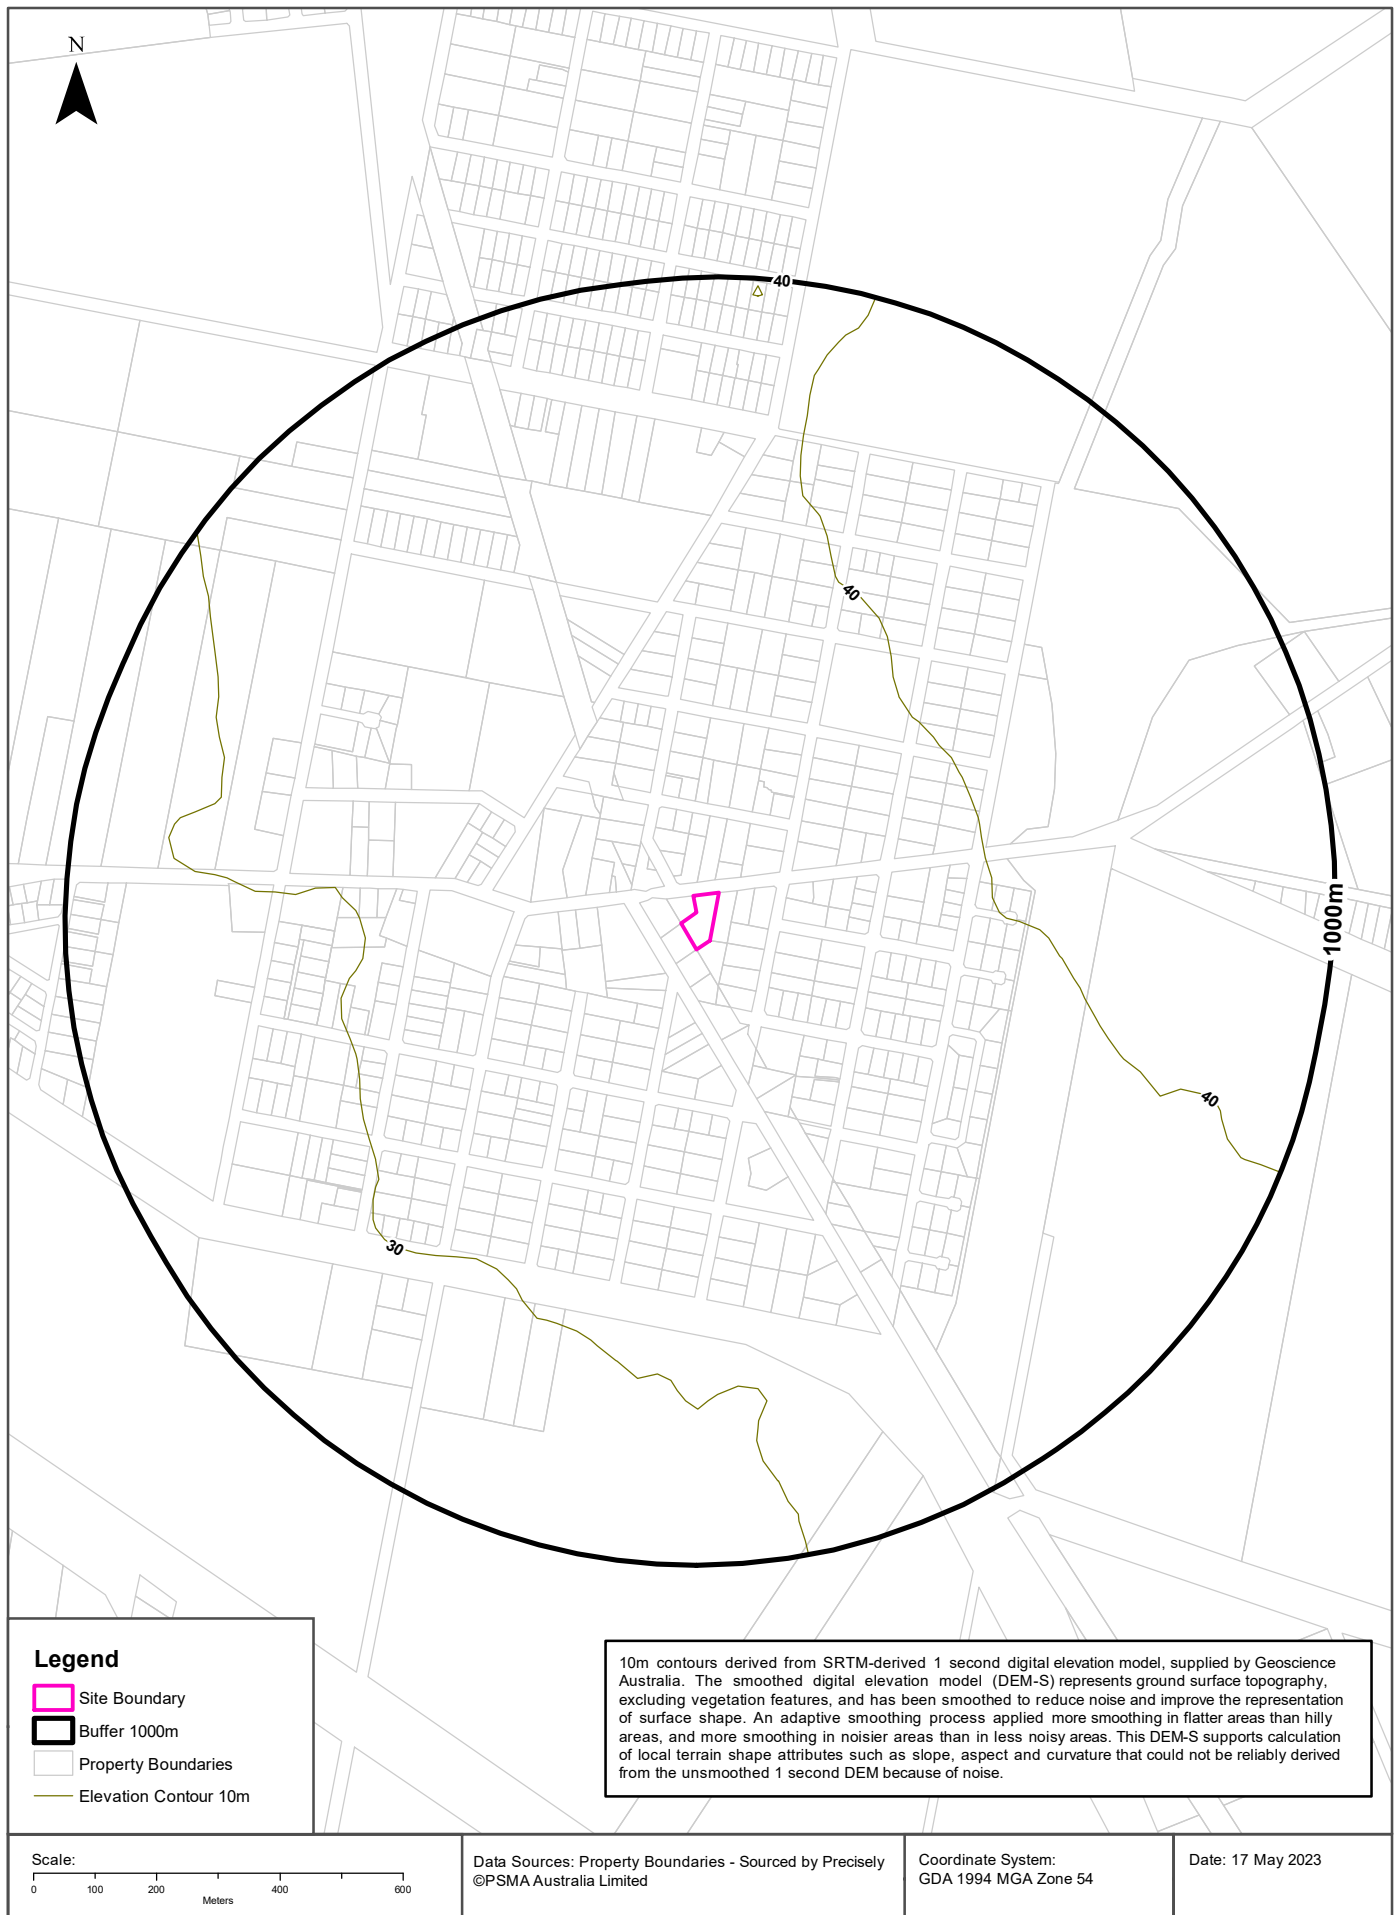 N
40
40
1000m
40
30
Legend
Site Boundary
Buffer 1000m
Property Boundaries
Elevation Contour 10m
10m contours derived from SRTM-derived 1 second digital elevation model, supplied by Geoscience
Australia. The smoothed digital elevation model (DEM-S) represents ground surface topography,
excluding vegetation features, and has been smoothed to reduce noise and improve the representation
of surface shape. An adaptive smoothing process applied more smoothing in flatter areas than hilly
areas, and more smoothing in noisier areas than in less noisy areas. This DEM-S supports calculation
of local terrain shape attributes such as slope, aspect and curvature that could not be reliably derived
from the unsmoothed 1 second DEM because of noise.
Scale:
0 100 200 400 600
Meters
Data Sources: Property Boundaries - Sourced by Precisely
©PSMA Australia Limited
Coordinate System:
GDA 1994 MGA Zone 54
Date: 17 May 2023